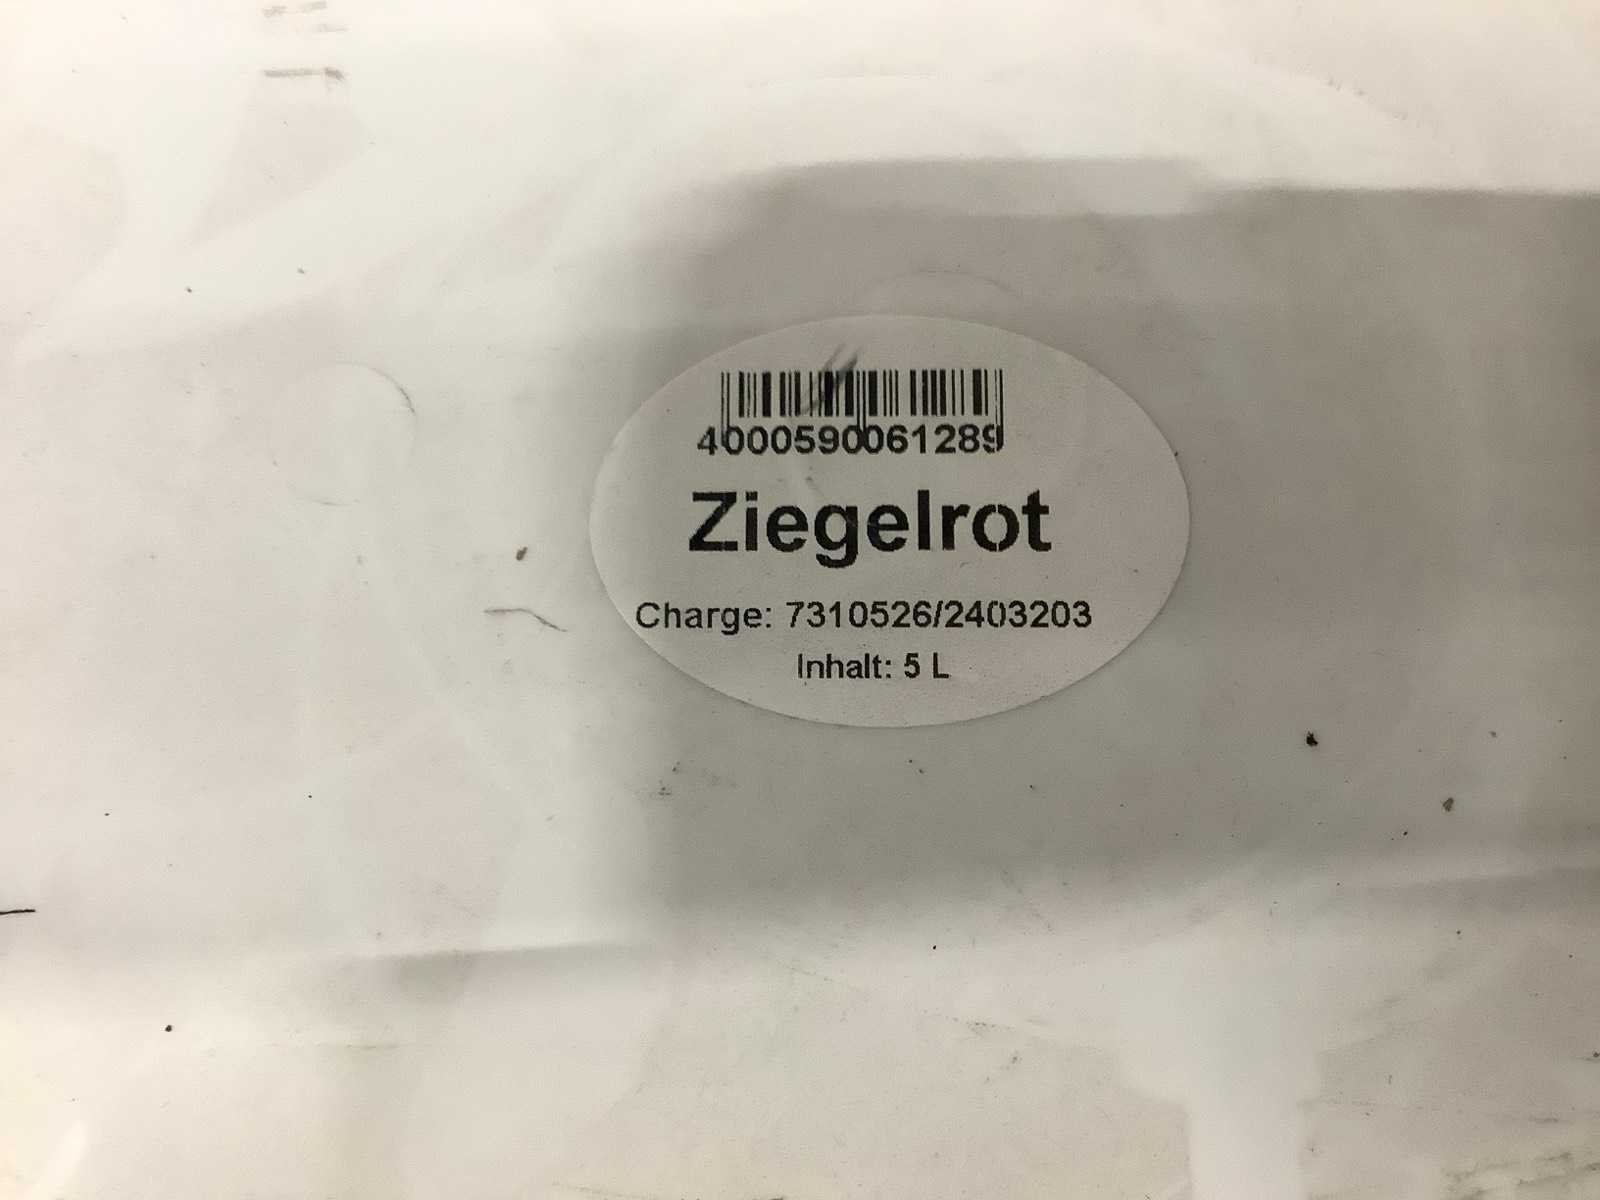 4000590061289
Ziegelrot
Charge: 7310526/2403203
Inhalt: 5 L